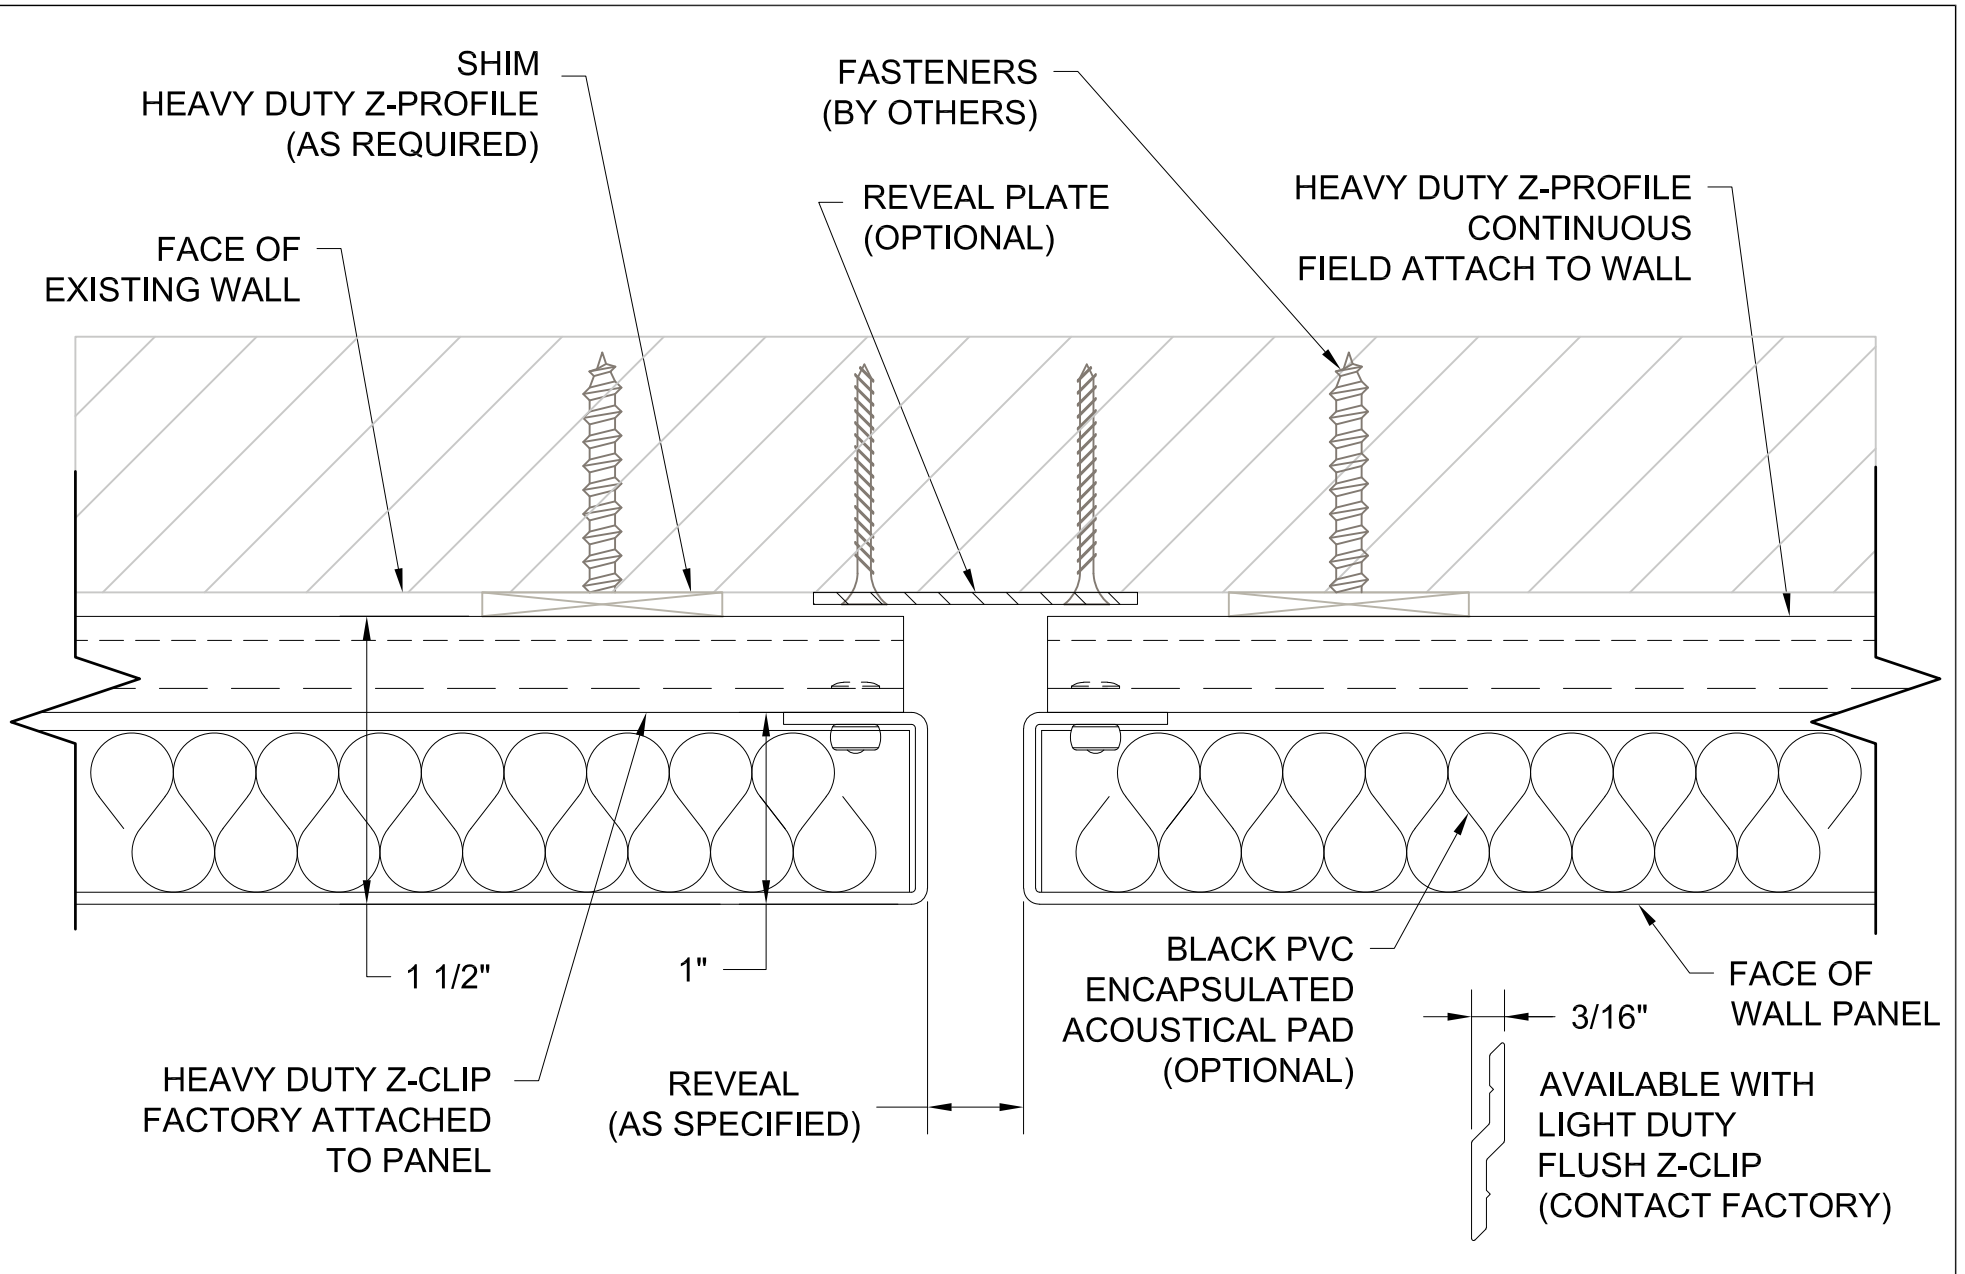 SHIM
HEAVY DUTY Z-PROFILE
(AS REQUIRED)
FASTENERS
(BY OTHERS)
REVEAL PLATE
(OPTIONAL)
HEAVY DUTY Z-PROFILE
CONTINUOUS
FIELD ATTACH TO WALL
FACE OF
EXISTING WALL
1 1/2"
1"
HEAVY DUTY Z-CLIP
FACTORY ATTACHED
TO PANEL
REVEAL
(AS SPECIFIED)
BLACK PVC
ENCAPSULATED
ACOUSTICAL PAD
(OPTIONAL)
FACE OF
WALL PANEL
3/16"
AVAILABLE WITH
LIGHT DUTY
FLUSH Z-CLIP
(CONTACT FACTORY)